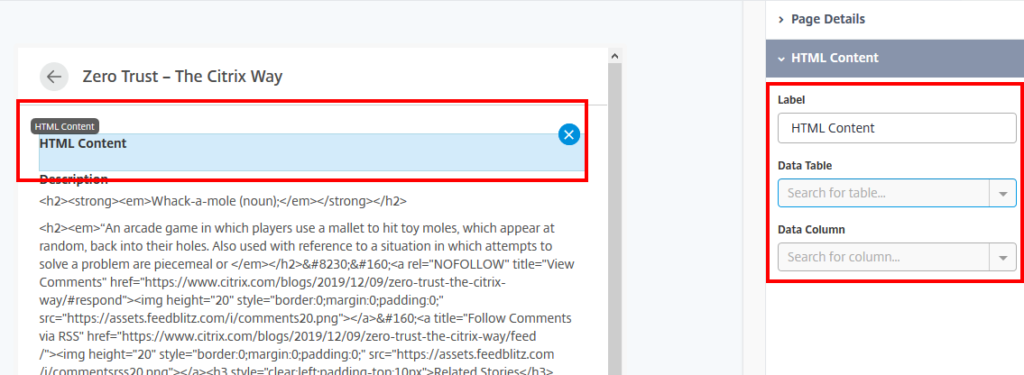 Page Details
Zero Trust – The Citrix Way
HTML Content
HTML Content
HTML Content
Description
<h2><strong><em>Whack-a-mole (noun);</em></strong></h2>
<h2><em>“An arcade game in which players use a mallet to hit toy moles, which appear at
random, back into their holes. Also used with reference to a situation in which attempts to
solve a problem are piecemeal or </em></h2>&#8230;&#160;<a rel="NOFOLLOW" title="View
Comments" href="https://www.citrix.com/blogs/2019/12/09/zero-trust-the-citrix-
way/#respond"><img height="20" style="border:0;margin:0;padding:0;"
src="https://assets.feedblitz.com/i/comments20.png"></a>&#160;<a title="Follow Comments
via RSS" href="https://www.citrix.com/blogs/2019/12/09/zero-trust-the-citrix-way/feed
/"><img height="20" style="border:0;margin:0;padding:0;" src="https://assets.feedblitz.com
/i/commentsrss20.png"></a><h3 style="clear:left;padding-top:10px">Related Stories</h3>
Label
HTML Content
Data Table
Search for table...
Data Column
Search for column...